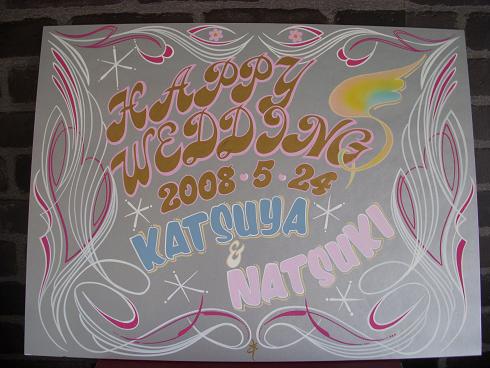 HAPPY
WEDDING
2008・5・24
KATSUYA
&
NATSUKI